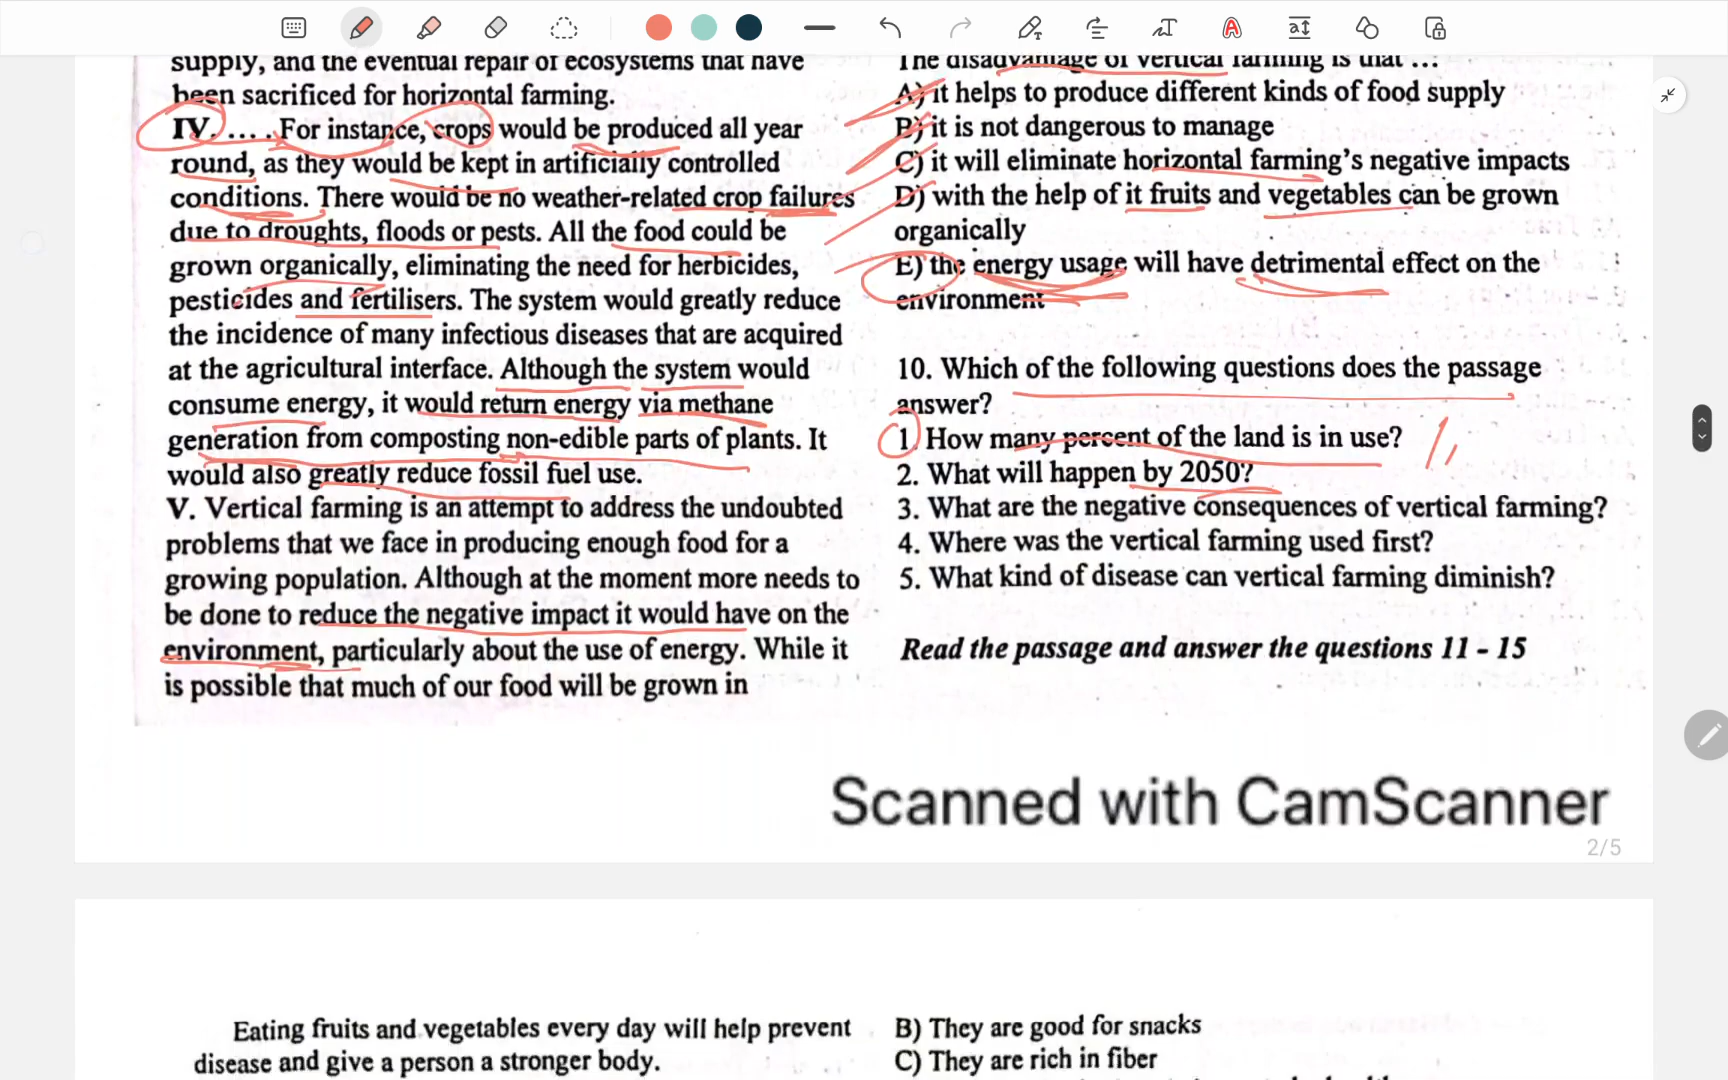 supply, and the eventual repair of ecosystems that have
been sacrificed for horizontal farming.
IV. .... For instance, crops would be produced all year
round, as they would be kept in artificially controlled
conditions. There would be no weather-related crop failures
due to droughts, floods or pests. All the food could be
grown organically, eliminating the need for herbicides,
pesticides and fertilisers. The system would greatly reduce
the incidence of many infectious diseases that are acquired
at the agricultural interface. Although the system would
consume energy, it would return energy via methane
generation from composting non-edible parts of plants. It
would also greatly reduce fossil fuel use.
V. Vertical farming is an attempt to address the undoubted
problems that we face in producing enough food for a
growing population. Although at the moment more needs to
be done to reduce the negative impact it would have on the
environment, particularly about the use of energy. While it
is possible that much of our food will be grown in
The disadvantage of vertical farming is that ...
A) it helps to produce different kinds of food supply
B) it is not dangerous to manage
C) it will eliminate horizontal farming's negative impacts
D) with the help of it fruits and vegetables can be grown
organically
E) the energy usage will have detrimental effect on the
environment
10. Which of the following questions does the passage
answer?
1. How many percent of the land is in use?
2. What will happen by 2050?
3. What are the negative consequences of vertical farming?
4. Where was the vertical farming used first?
5. What kind of disease can vertical farming diminish?
Read the passage and answer the questions 11 - 15
Scanned with CamScanner
2/5
Eating fruits and vegetables every day will help prevent
disease and give a person a stronger body.
B) They are good for snacks
C) They are rich in fiber